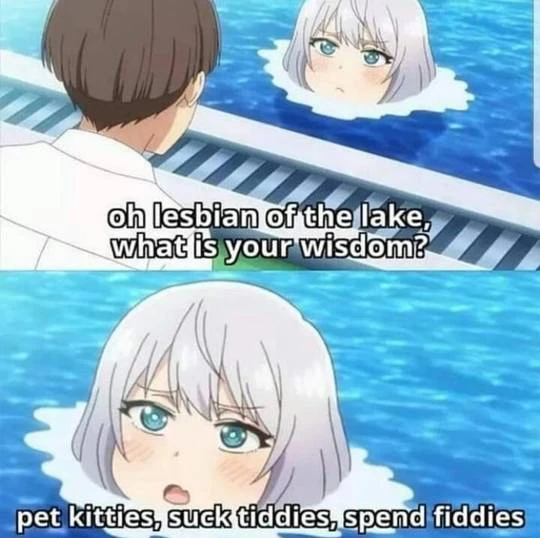 oh lesbian of the lake,
what is your wisdom?
pet kitties, suck tiddies, spend fiddies